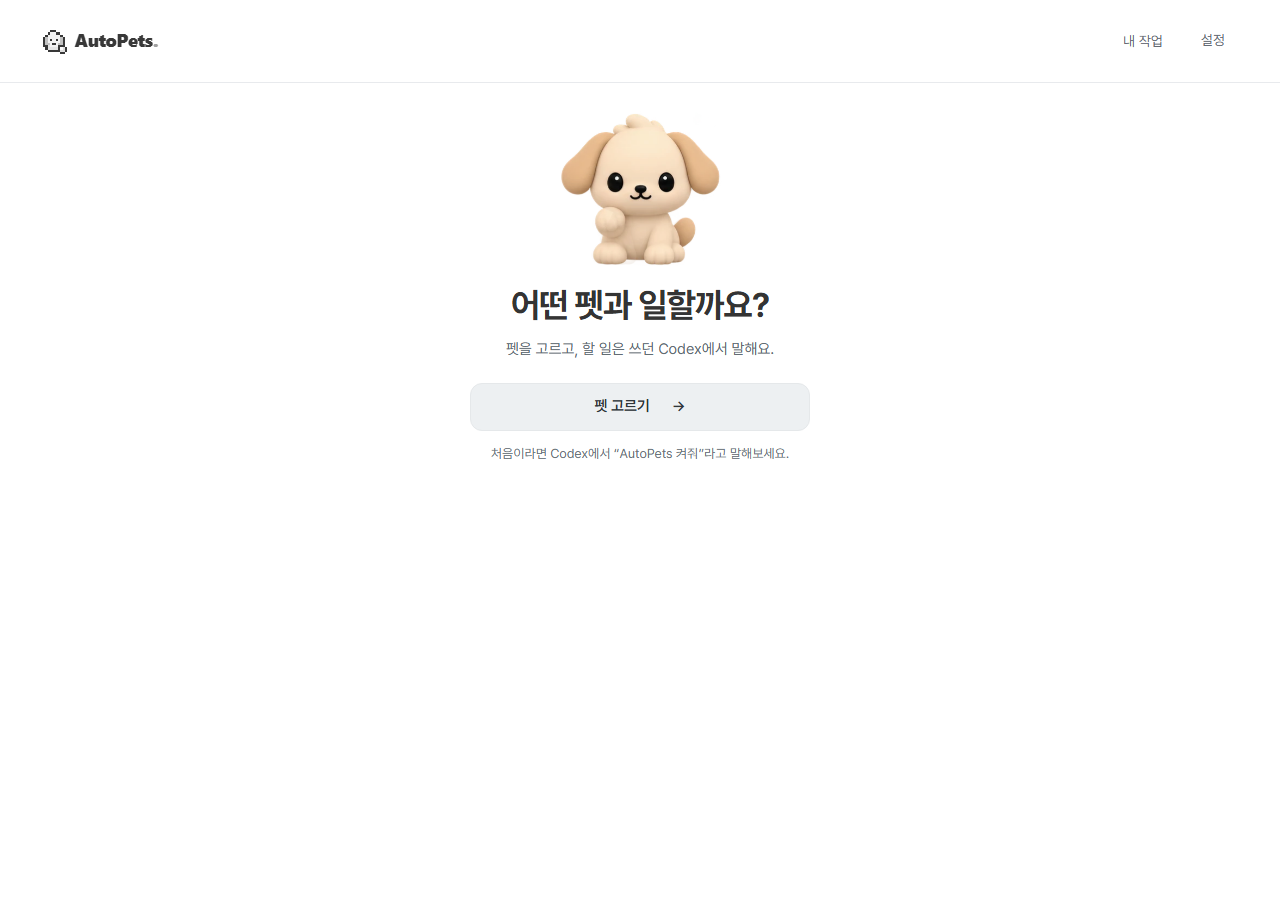 AutoPets.
내 작업
설정
어떤 펫과 일할까요?
펫을 고르고, 할 일은 쓰던 Codex에서 말해요.
펫 고르기 →
처음이라면 Codex에서 “AutoPets 켜줘”라고 말해보세요.